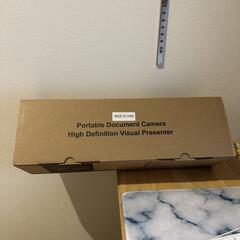 MADE IN CHINA
Portable Document Camera
High Definition Visual Presenter